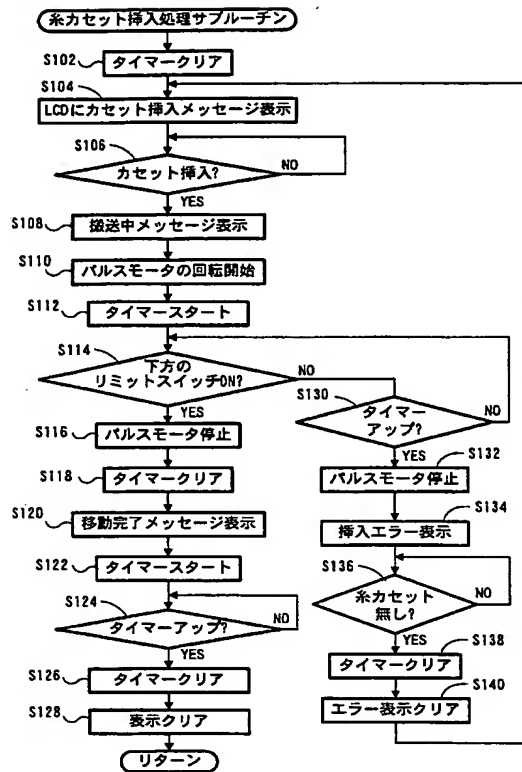 糸カセット挿入処理サブルーチン
S102
タイマークリア
S104
LCDにカセット挿入メッセージ表示
S106
カセット挿入?
NO
YES
S108
搬送中メッセージ表示
S110
パルスモータの回転開始
S112
タイマースタート
S114
下方の
リミットスイッチON?
NO
YES
S130
タイマー
アップ?
NO
YES
S116
パルスモータ停止
S132
パルスモータ停止
S118
タイマークリア
S134
挿入エラー表示
S120
移動完了メッセージ表示
S136
糸カセット
無し?
NO
YES
S122
タイマースタート
S124
タイマーアップ?
NO
YES
S138
タイマークリア
S126
タイマークリア
S140
エラー表示クリア
S128
表示クリア
リターン